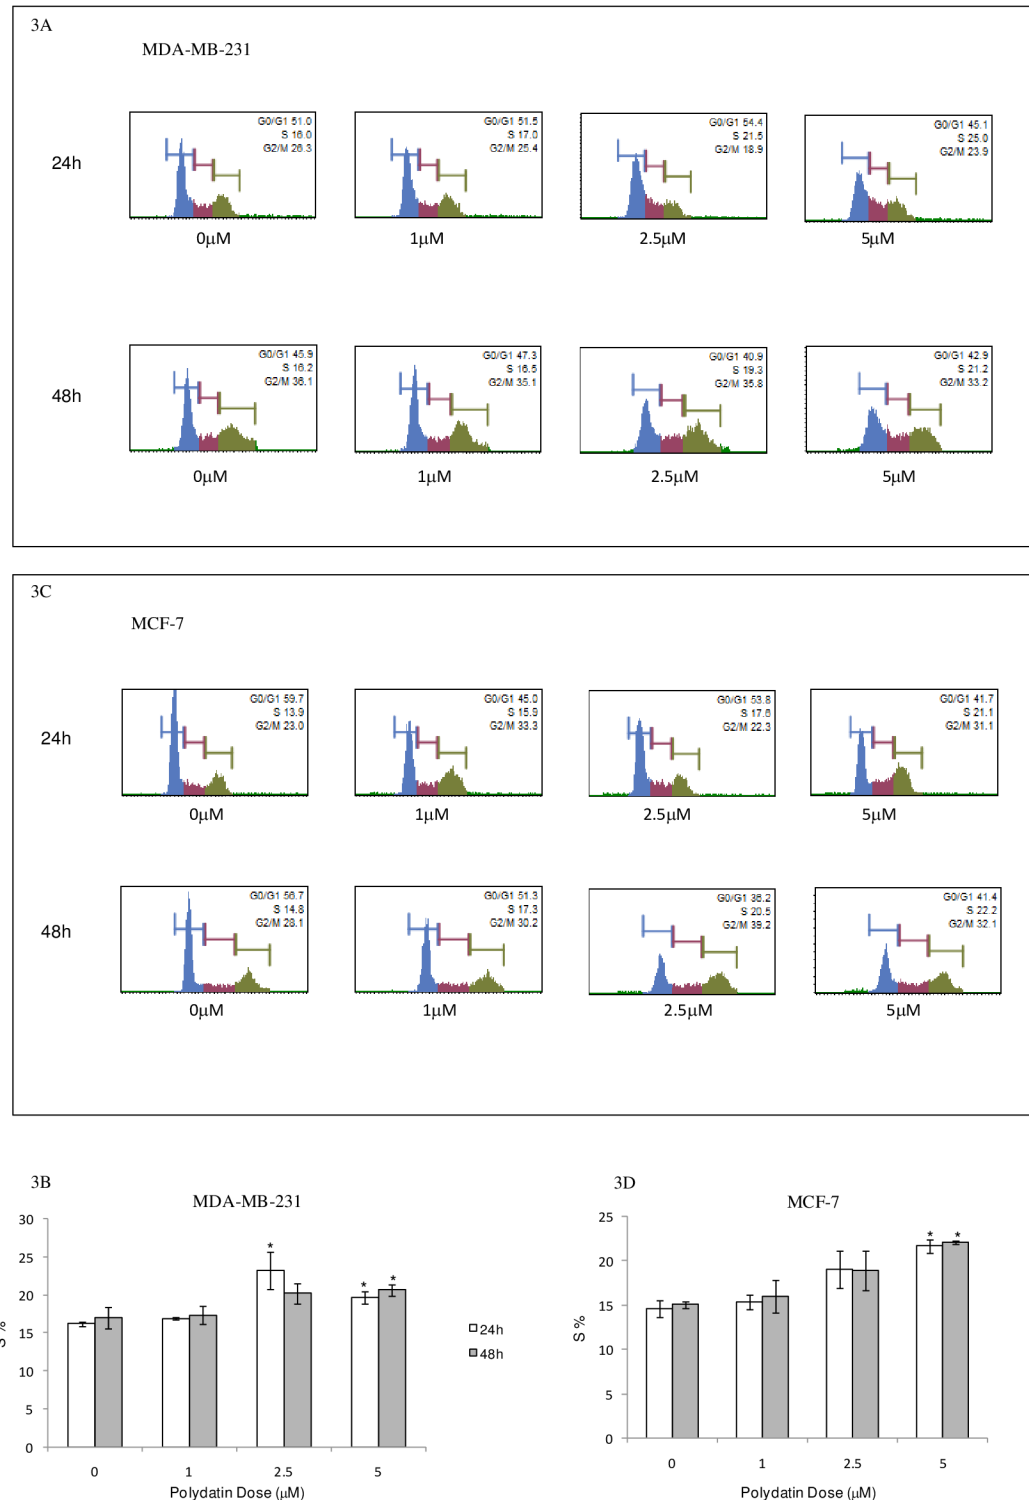 3A
MDA-MB-231
24h
G0/G1 51.0
S 16.0
G2/M 26.3
0μM
G0/G1 51.5
S 17.0
G2/M 25.4
1μM
G0/G1 54.4
S 21.5
G2/M 18.9
2.5μM
G0/G1 45.1
S 25.0
G2/M 23.9
5μM
48h
G0/G1 45.9
S 16.2
G2/M 36.1
0μM
G0/G1 47.3
S 16.5
G2/M 35.1
1μM
G0/G1 40.9
S 19.3
G2/M 35.8
2.5μM
G0/G1 42.9
S 21.2
G2/M 33.2
5μM
3C
MCF-7
24h
G0/G1 59.7
S 13.9
G2/M 23.0
0μM
G0/G1 45.0
S 15.9
G2/M 33.3
1μM
G0/G1 53.8
S 17.6
G2/M 22.3
2.5μM
G0/G1 41.7
S 21.1
G2/M 31.1
5μM
48h
G0/G1 56.7
S 14.8
G2/M 28.1
0μM
G0/G1 51.3
S 17.3
G2/M 30.2
1μM
G0/G1 36.2
S 20.5
G2/M 39.2
2.5μM
G0/G1 41.4
S 22.2
G2/M 32.1
5μM
3B
MDA-MB-231
30
25
20
15
10
5
0
S %
*
*
*
0 1 2.5 5
Polydatin Dose (μM)
24h
48h
3D
MCF-7
25
20
15
10
5
0
S %
*
*
0 1 2.5 5
Polydatin Dose (μM)